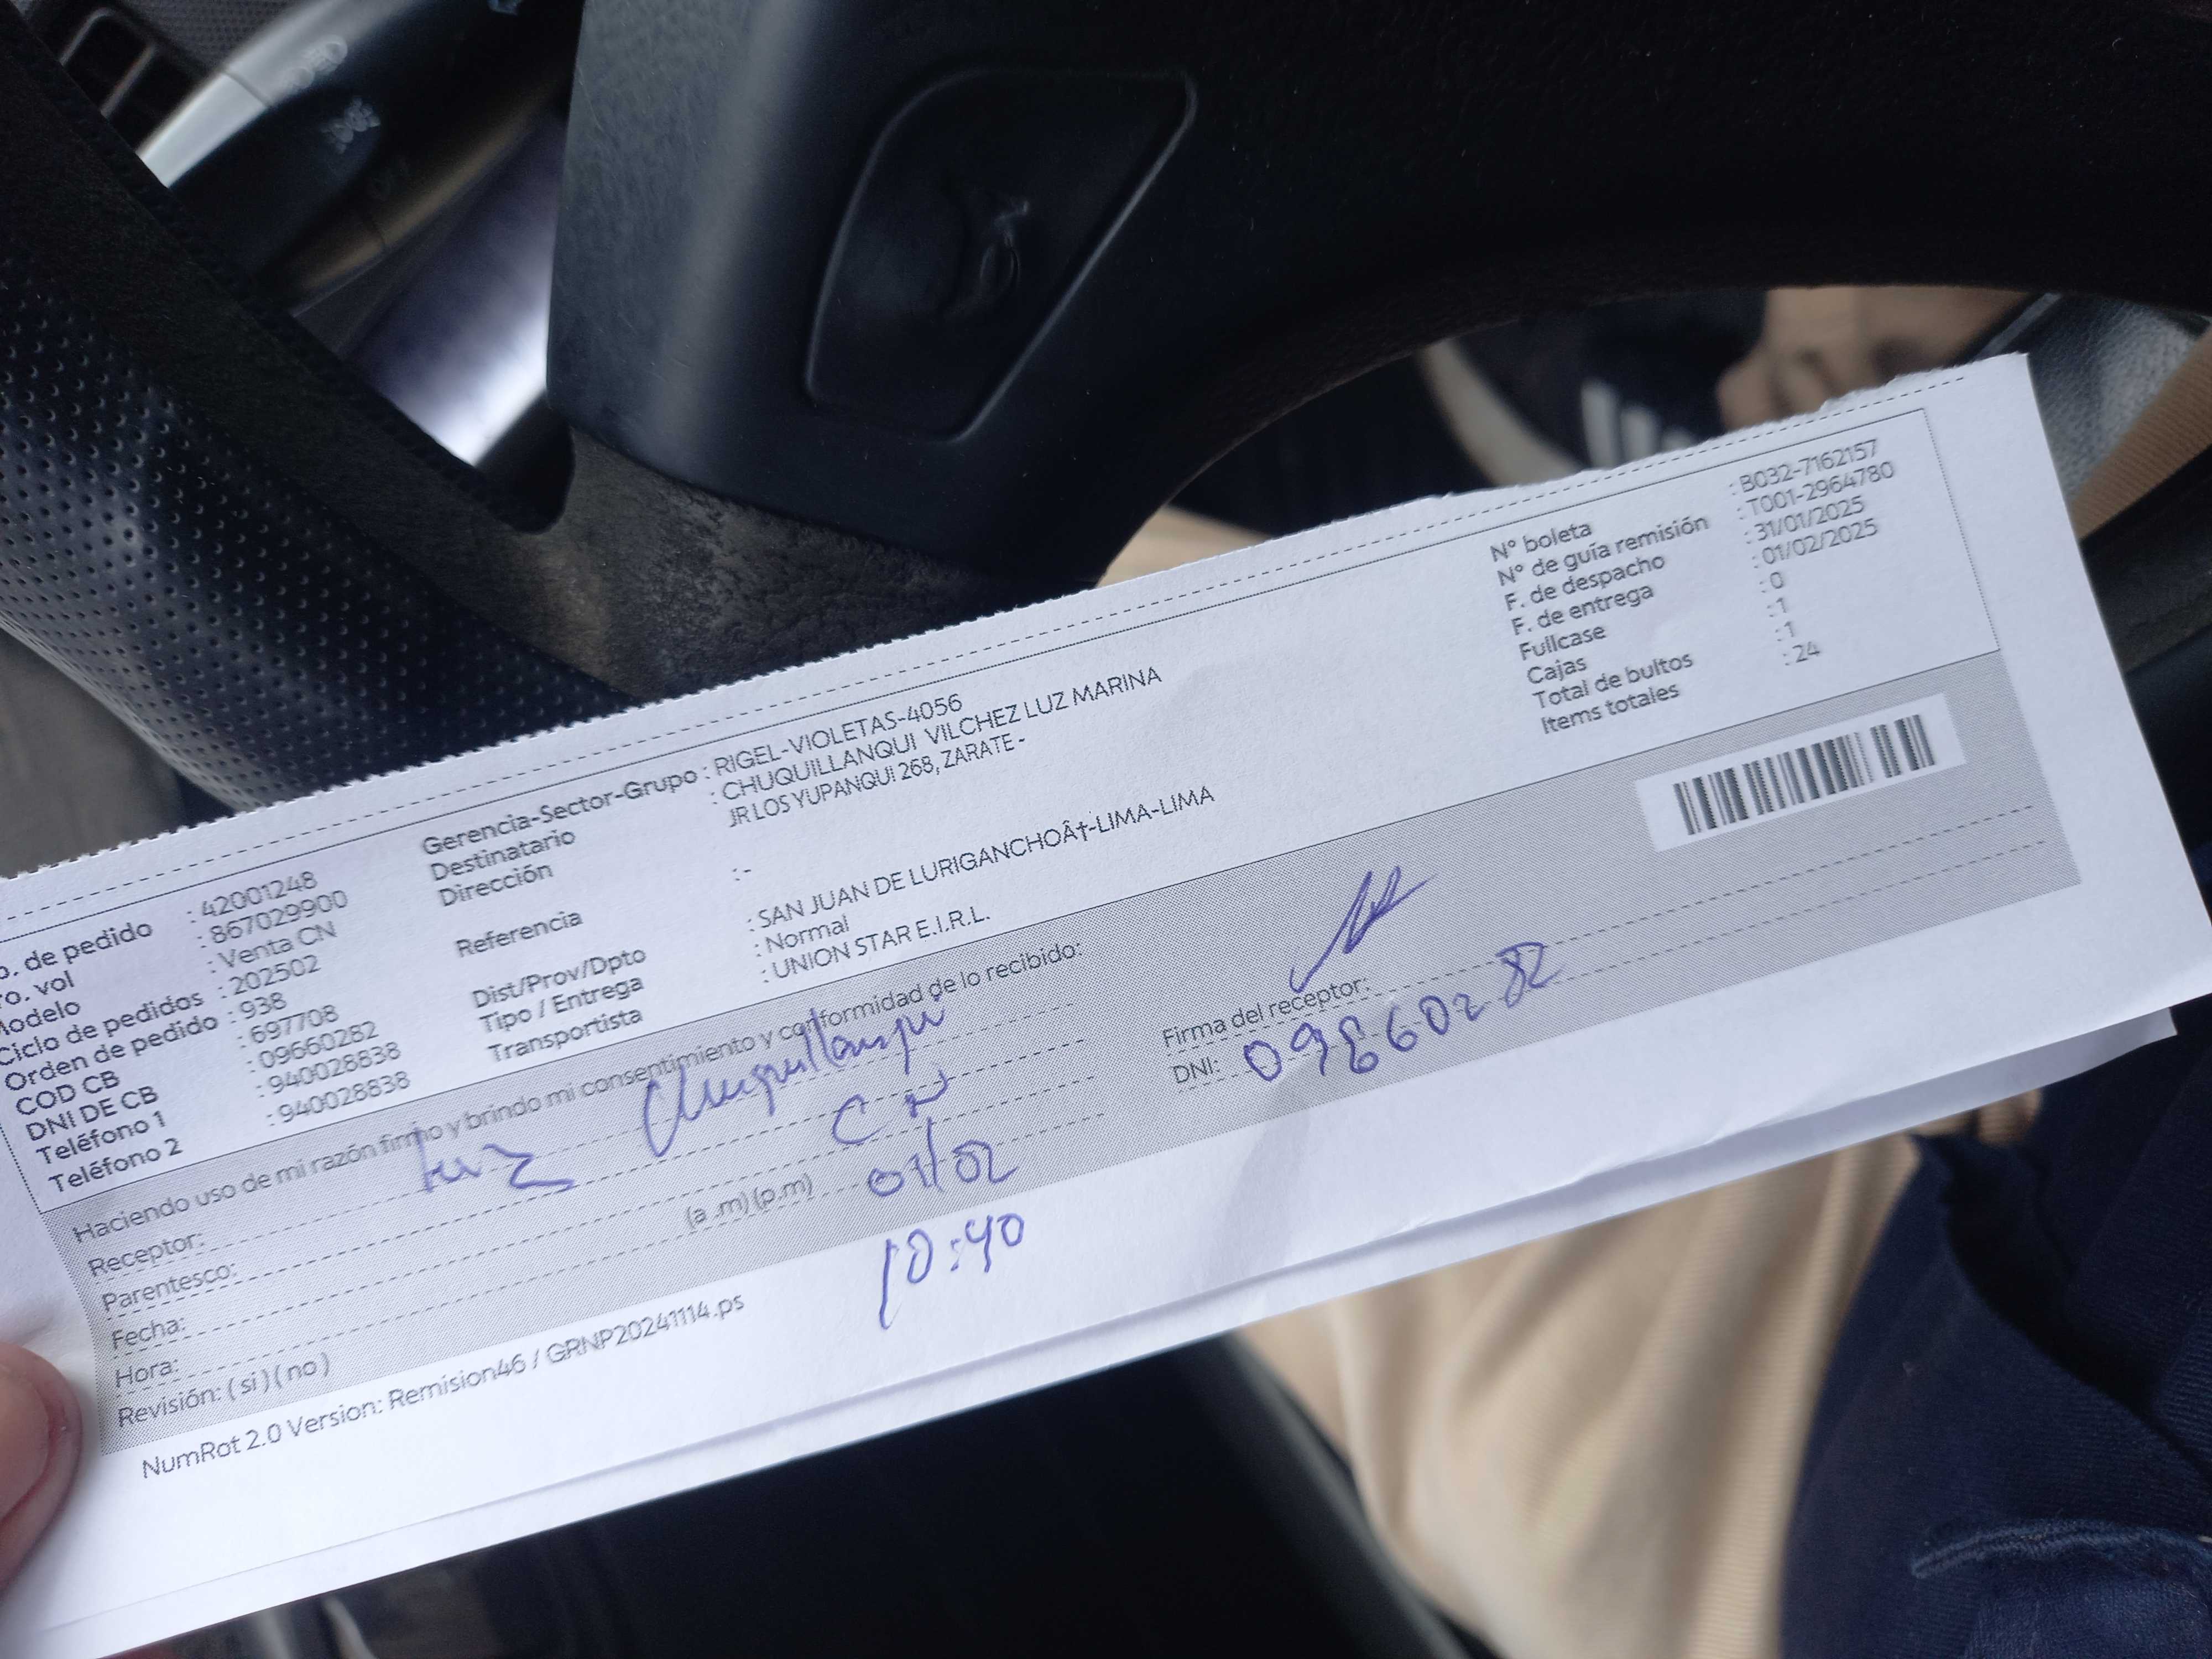 o. de pedido : 42001248
ro. vol : 867029900
Modelo : Venta CN
Ciclo de pedidos : 202502
Orden de pedido : 938
COD CB : 697708
DNI DE CB : 09660282
Teléfono 1 : 940028838
Teléfono 2 : 940028838
Gerencia-Sector-Grupo : RIGEL-VIOLETAS-4056
Destinatario : CHUQUILLANQUI VILCHEZ LUZ MARINA
Dirección JR LOS YUPANQUI 268, ZARATE -
Referencia :-
Dist/Prov/Dpto : SAN JUAN DE LURIGANCHOÂ†-LIMA-LIMA
Tipo / Entrega : Normal
Transportista : UNION STAR E.I.R.L.
N° boleta : B032-7162157
N° de guía remisión : T001-2964780
F. de despacho : 31/01/2025
F. de entrega : 01/02/2025
Fullcase : 0
Cajas : 1
Total de bultos : 1
Items totales : 24
Haciendo uso de mi razón firmo y brindo mi consentimiento y conformidad de lo recibido:
Receptor: Luz Chuquillanqui
Parentesco: CN
Fecha: 01/02
Hora: (a .m) (p.m) 10:40
Revisión: ( si ) ( no )
Firma del receptor:
DNI:
NumRot 2.0 Version: Remision46 / GRNP20241114.ps